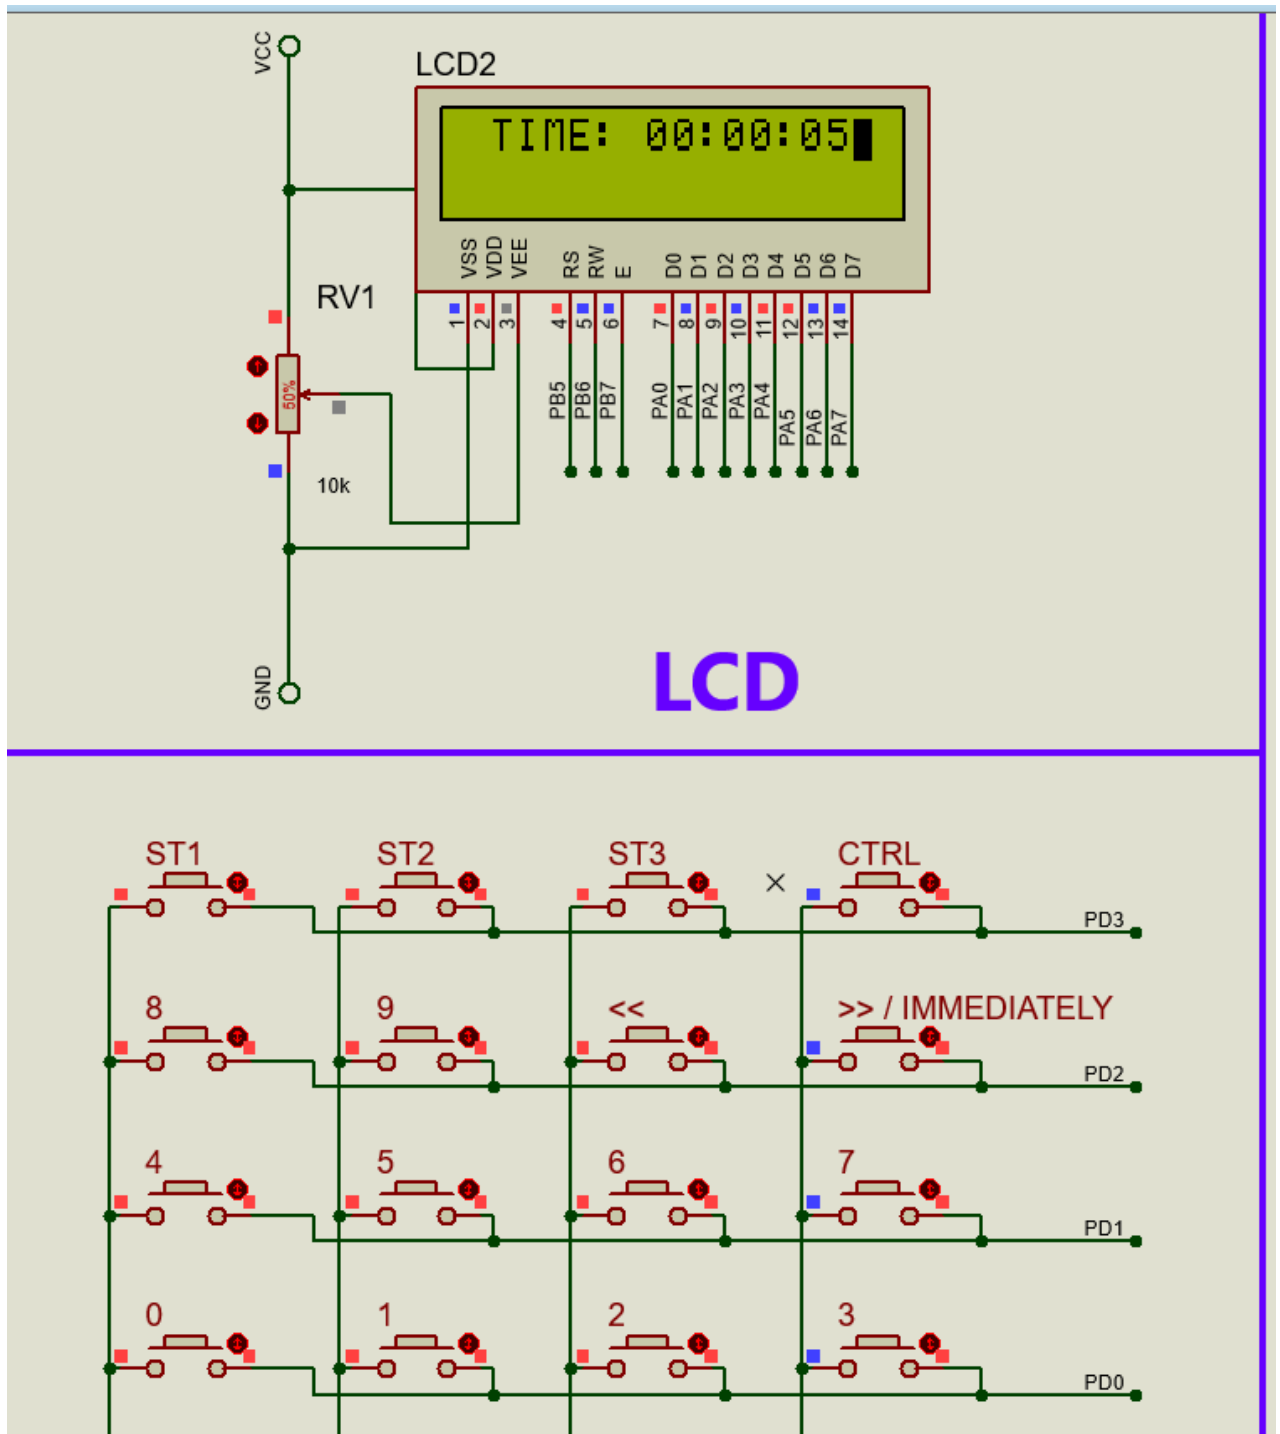 VCC
LCD2
TIME: 00:00:05
VSS VDD VEE RS RW E D0 D1 D2 D3 D4 D5 D6 D7
RV1
1 2 3 4 5 6 7 8 9 10 11 12 13 14
50%
PB5 PB6 PB7 PA0 PA1 PA2 PA3 PA4 PA5 PA6 PA7
10k
GND
LCD
ST1 ST2 ST3 CTRL
PD3
8 9 << >> / IMMEDIATELY
PD2
4 5 6 7
PD1
0 1 2 3
PD0